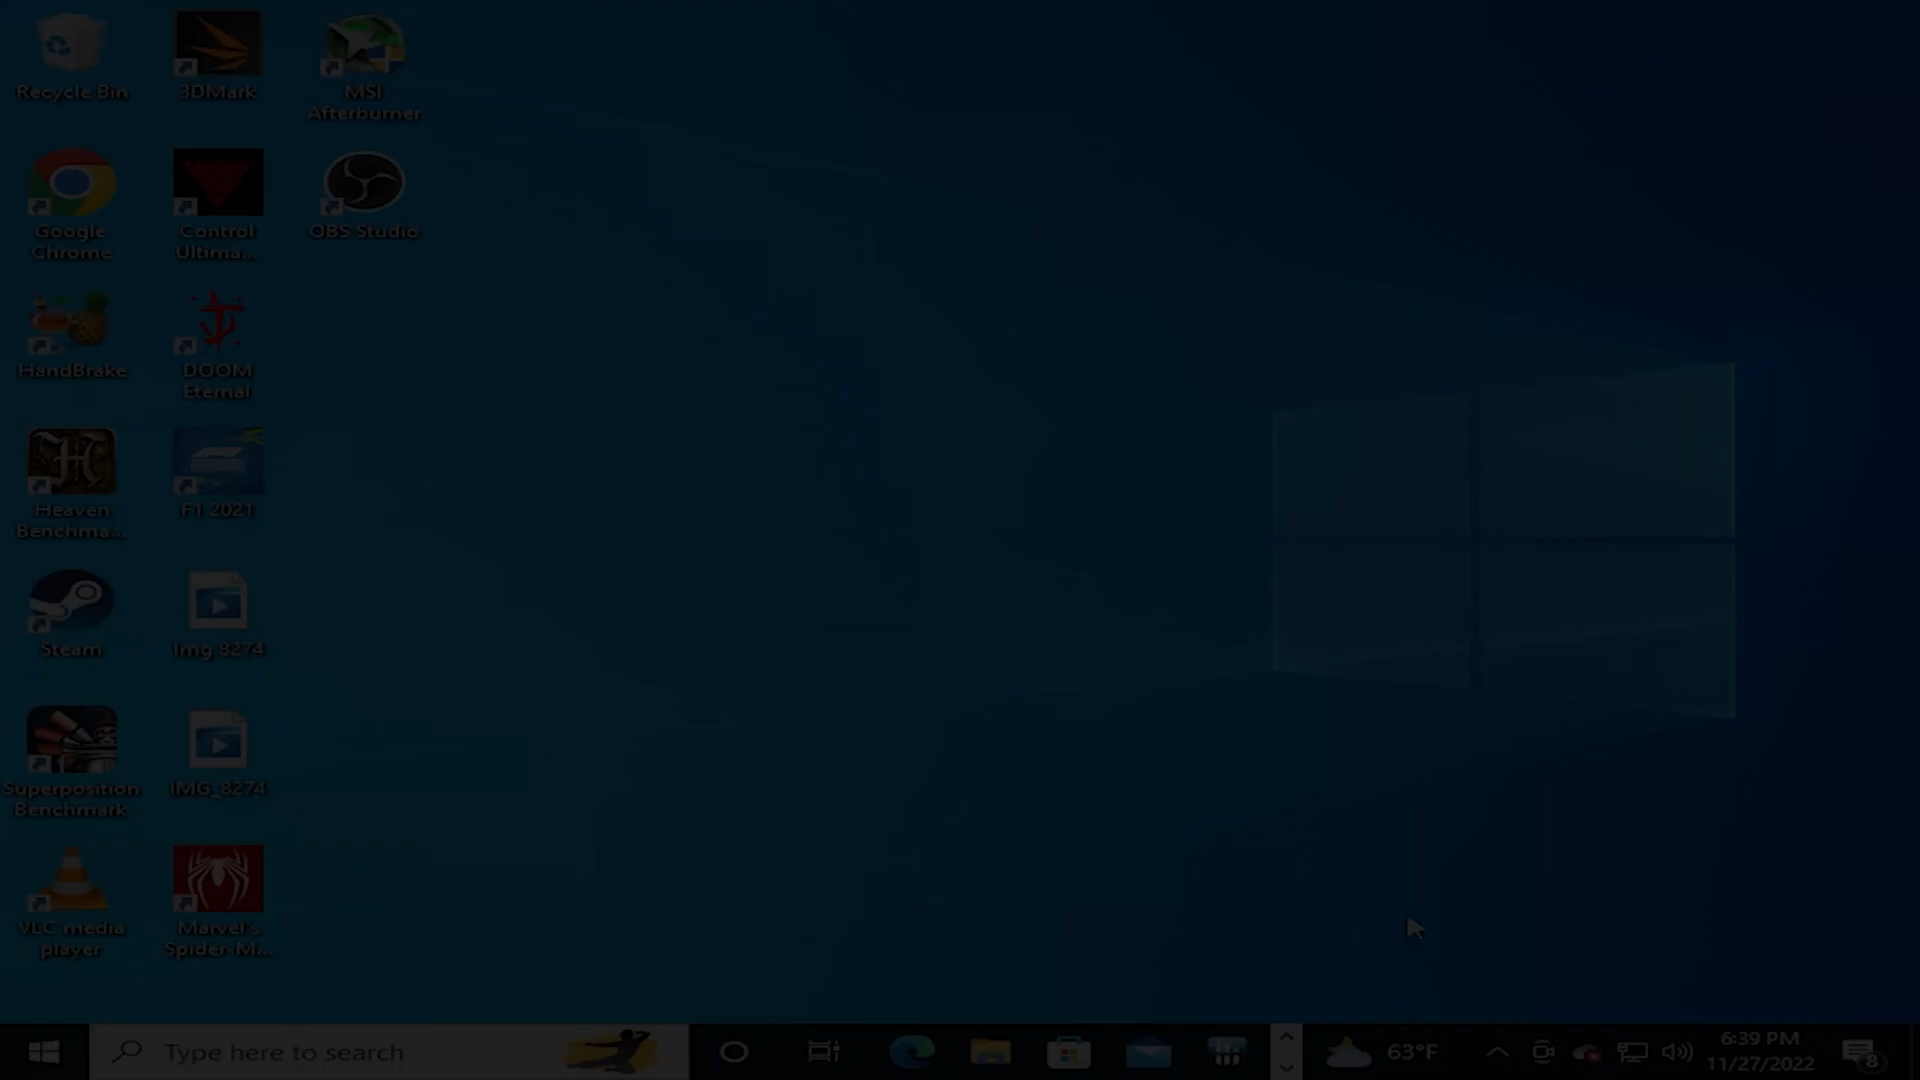 Recycle Bin
3DMark
MSI
Afterburner
Google
Chrome
Control
Ultima...
OBS Studio
HandBrake
DOOM
Eternal
Heaven
Benchma...
F1 2021
Steam
Img 8274
Superposition
Benchmark
IMG_8274
VLC media
player
Marvel's
Spider-M...
Type here to search
63°F
6:39 PM
11/27/2022
8